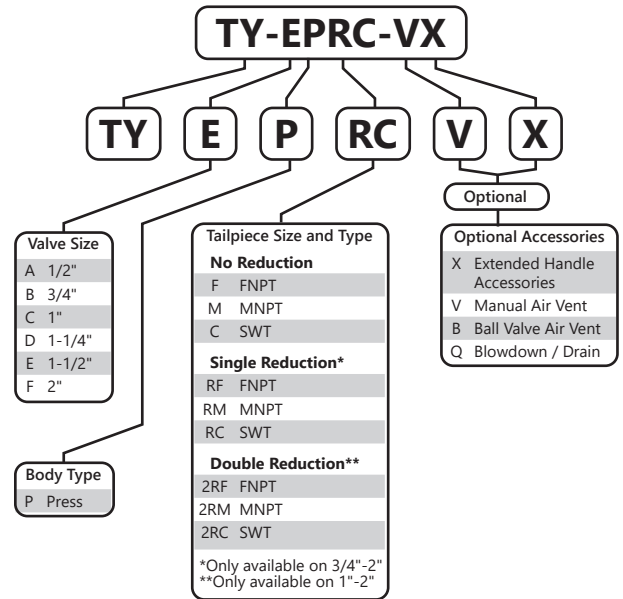 TY-EPRC-VX
TY E P RC V X
Optional
Valve Size
A 1/2"
B 3/4"
C 1"
D 1-1/4"
E 1-1/2"
F 2"
Body Type
P Press
Tailpiece Size and Type
No Reduction
F FNPT
M MNPT
C SWT
Single Reduction*
RF FNPT
RM MNPT
RC SWT
Double Reduction**
2RF FNPT
2RM MNPT
2RC SWT
*Only available on 3/4"-2"
**Only available on 1"-2"
Optional Accessories
X Extended Handle
Accessories
V Manual Air Vent
B Ball Valve Air Vent
Q Blowdown / Drain